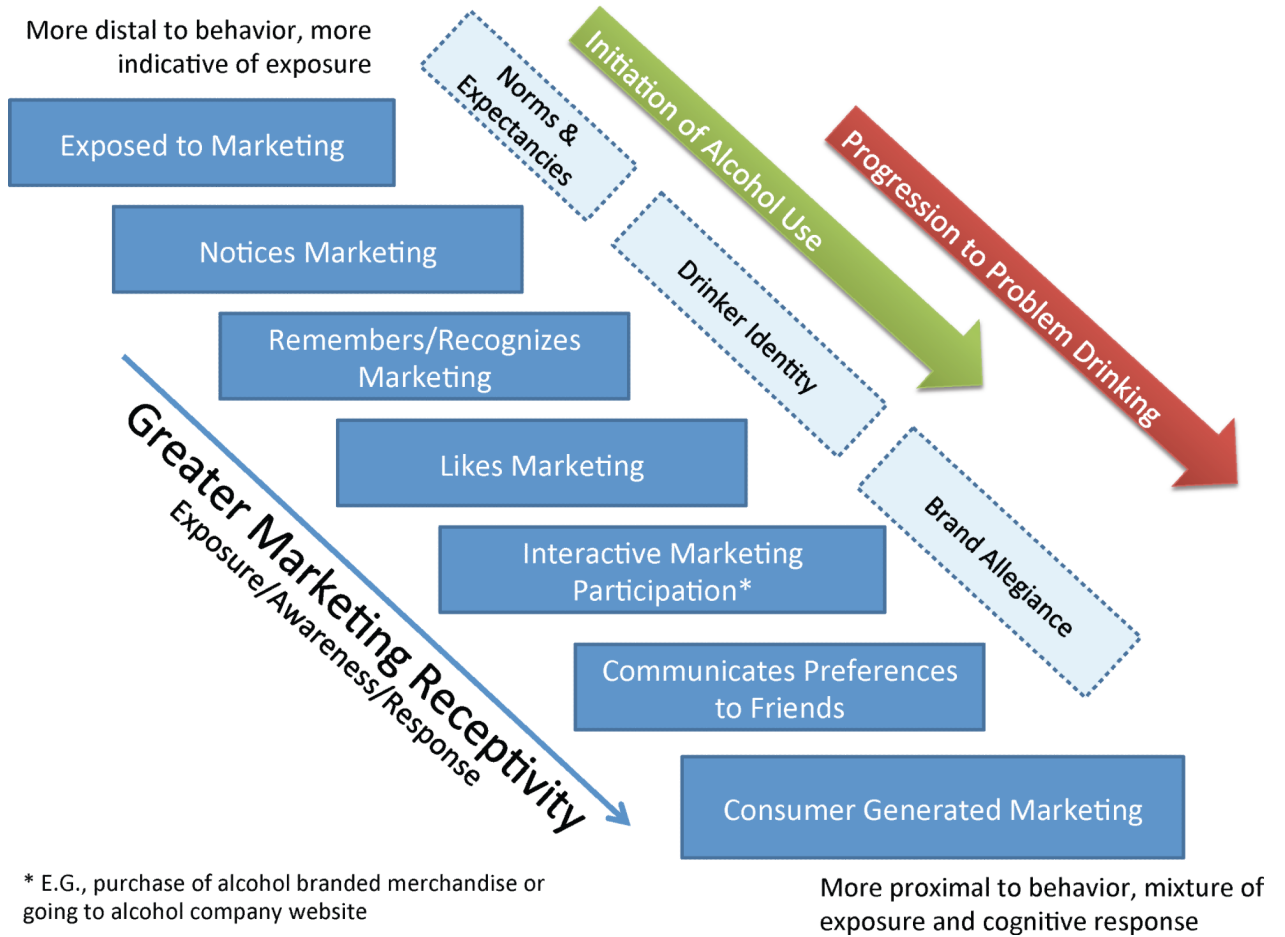 More distal to behavior, more
indicative of exposure
Exposed to Marketing
Notices Marketing
Remembers/Recognizes
Marketing
Likes Marketing
Interactive Marketing
Participation*
Communicates Preferences
to Friends
Consumer Generated Marketing
Norms &
Expectancies
Drinker Identity
Brand Allegiance
Initiation of Alcohol Use
Progression to Problem Drinking
Greater Marketing Receptivity
Exposure/Awareness/Response
* E.G., purchase of alcohol branded merchandise or
going to alcohol company website
More proximal to behavior, mixture of
exposure and cognitive response